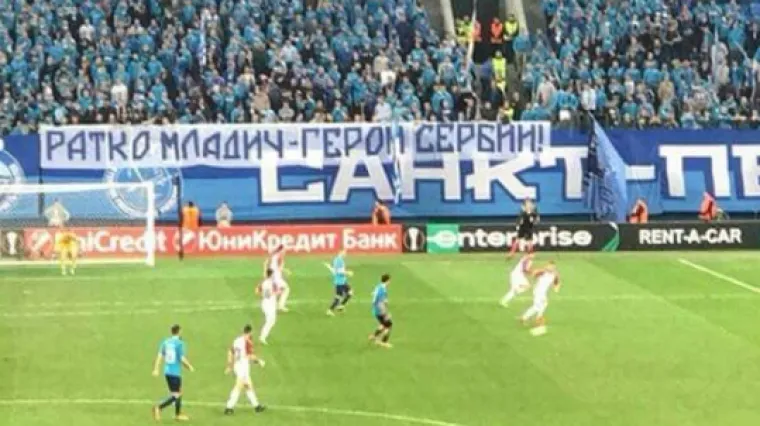 РАТКО МЛАДИЧ-ГЕРОЙ СЕРБИИ!
САНКТ-ПЕ
UniCredit ЮниКредит Банк enterprise RENT-A-CAR